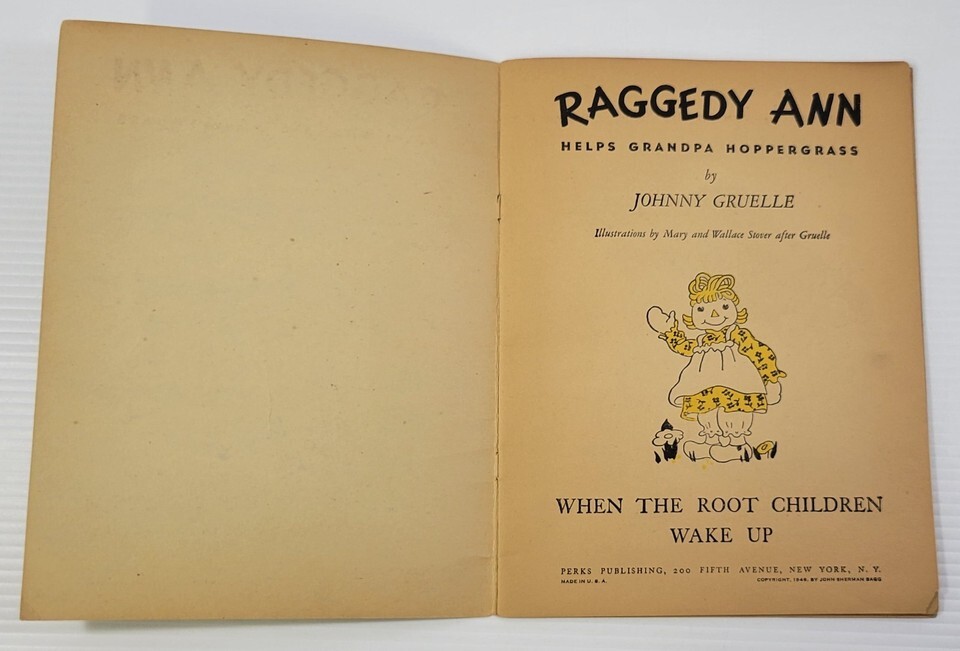 RAGGEDY ANN
HELPS GRANDPA HOPPERGRASS
by
JOHNNY GRUELLE
Illustrations by Mary and Wallace Stover after Gruelle
WHEN THE ROOT CHILDREN
WAKE UP
PERKS PUBLISHING, 200 FIFTH AVENUE, NEW YORK, N. Y.
MADE IN U. S. A. COPYRIGHT, 1946, BY JOHN SHERMAN BAGG